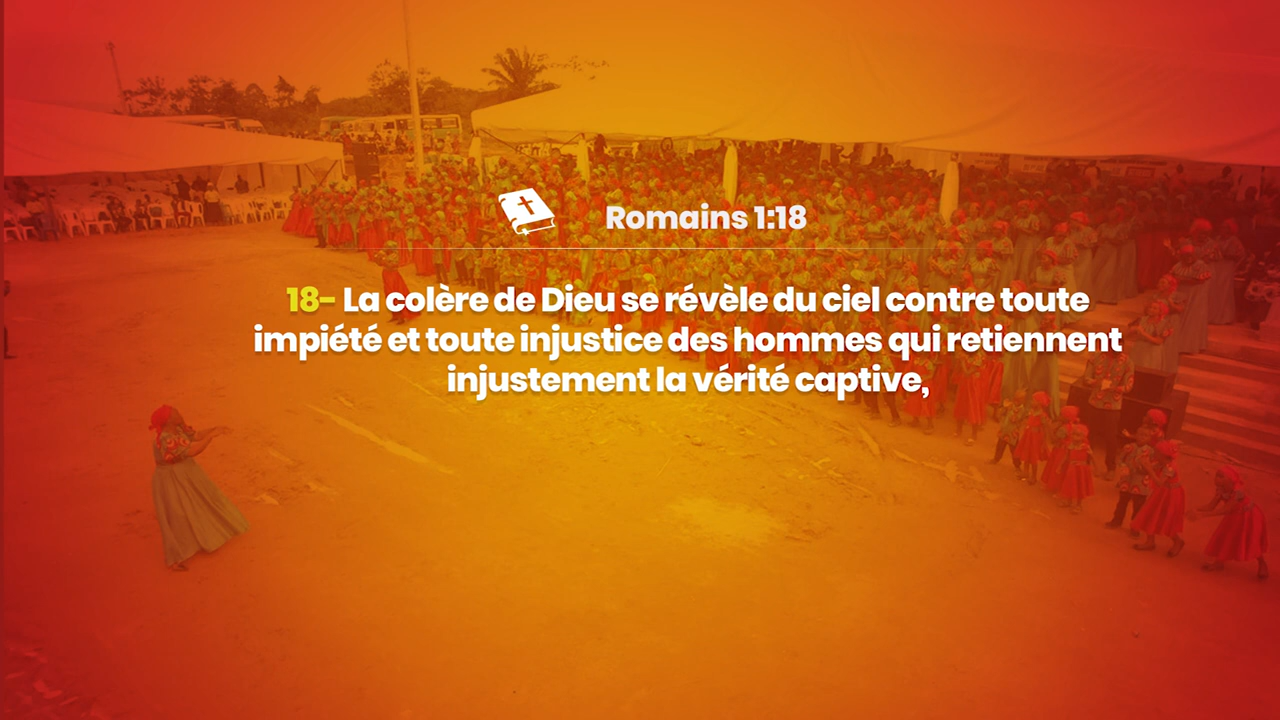 Romains 1:18
18- La colère de Dieu se révèle du ciel contre toute
impiété et toute injustice des hommes qui retiennent
injustement la vérité captive,